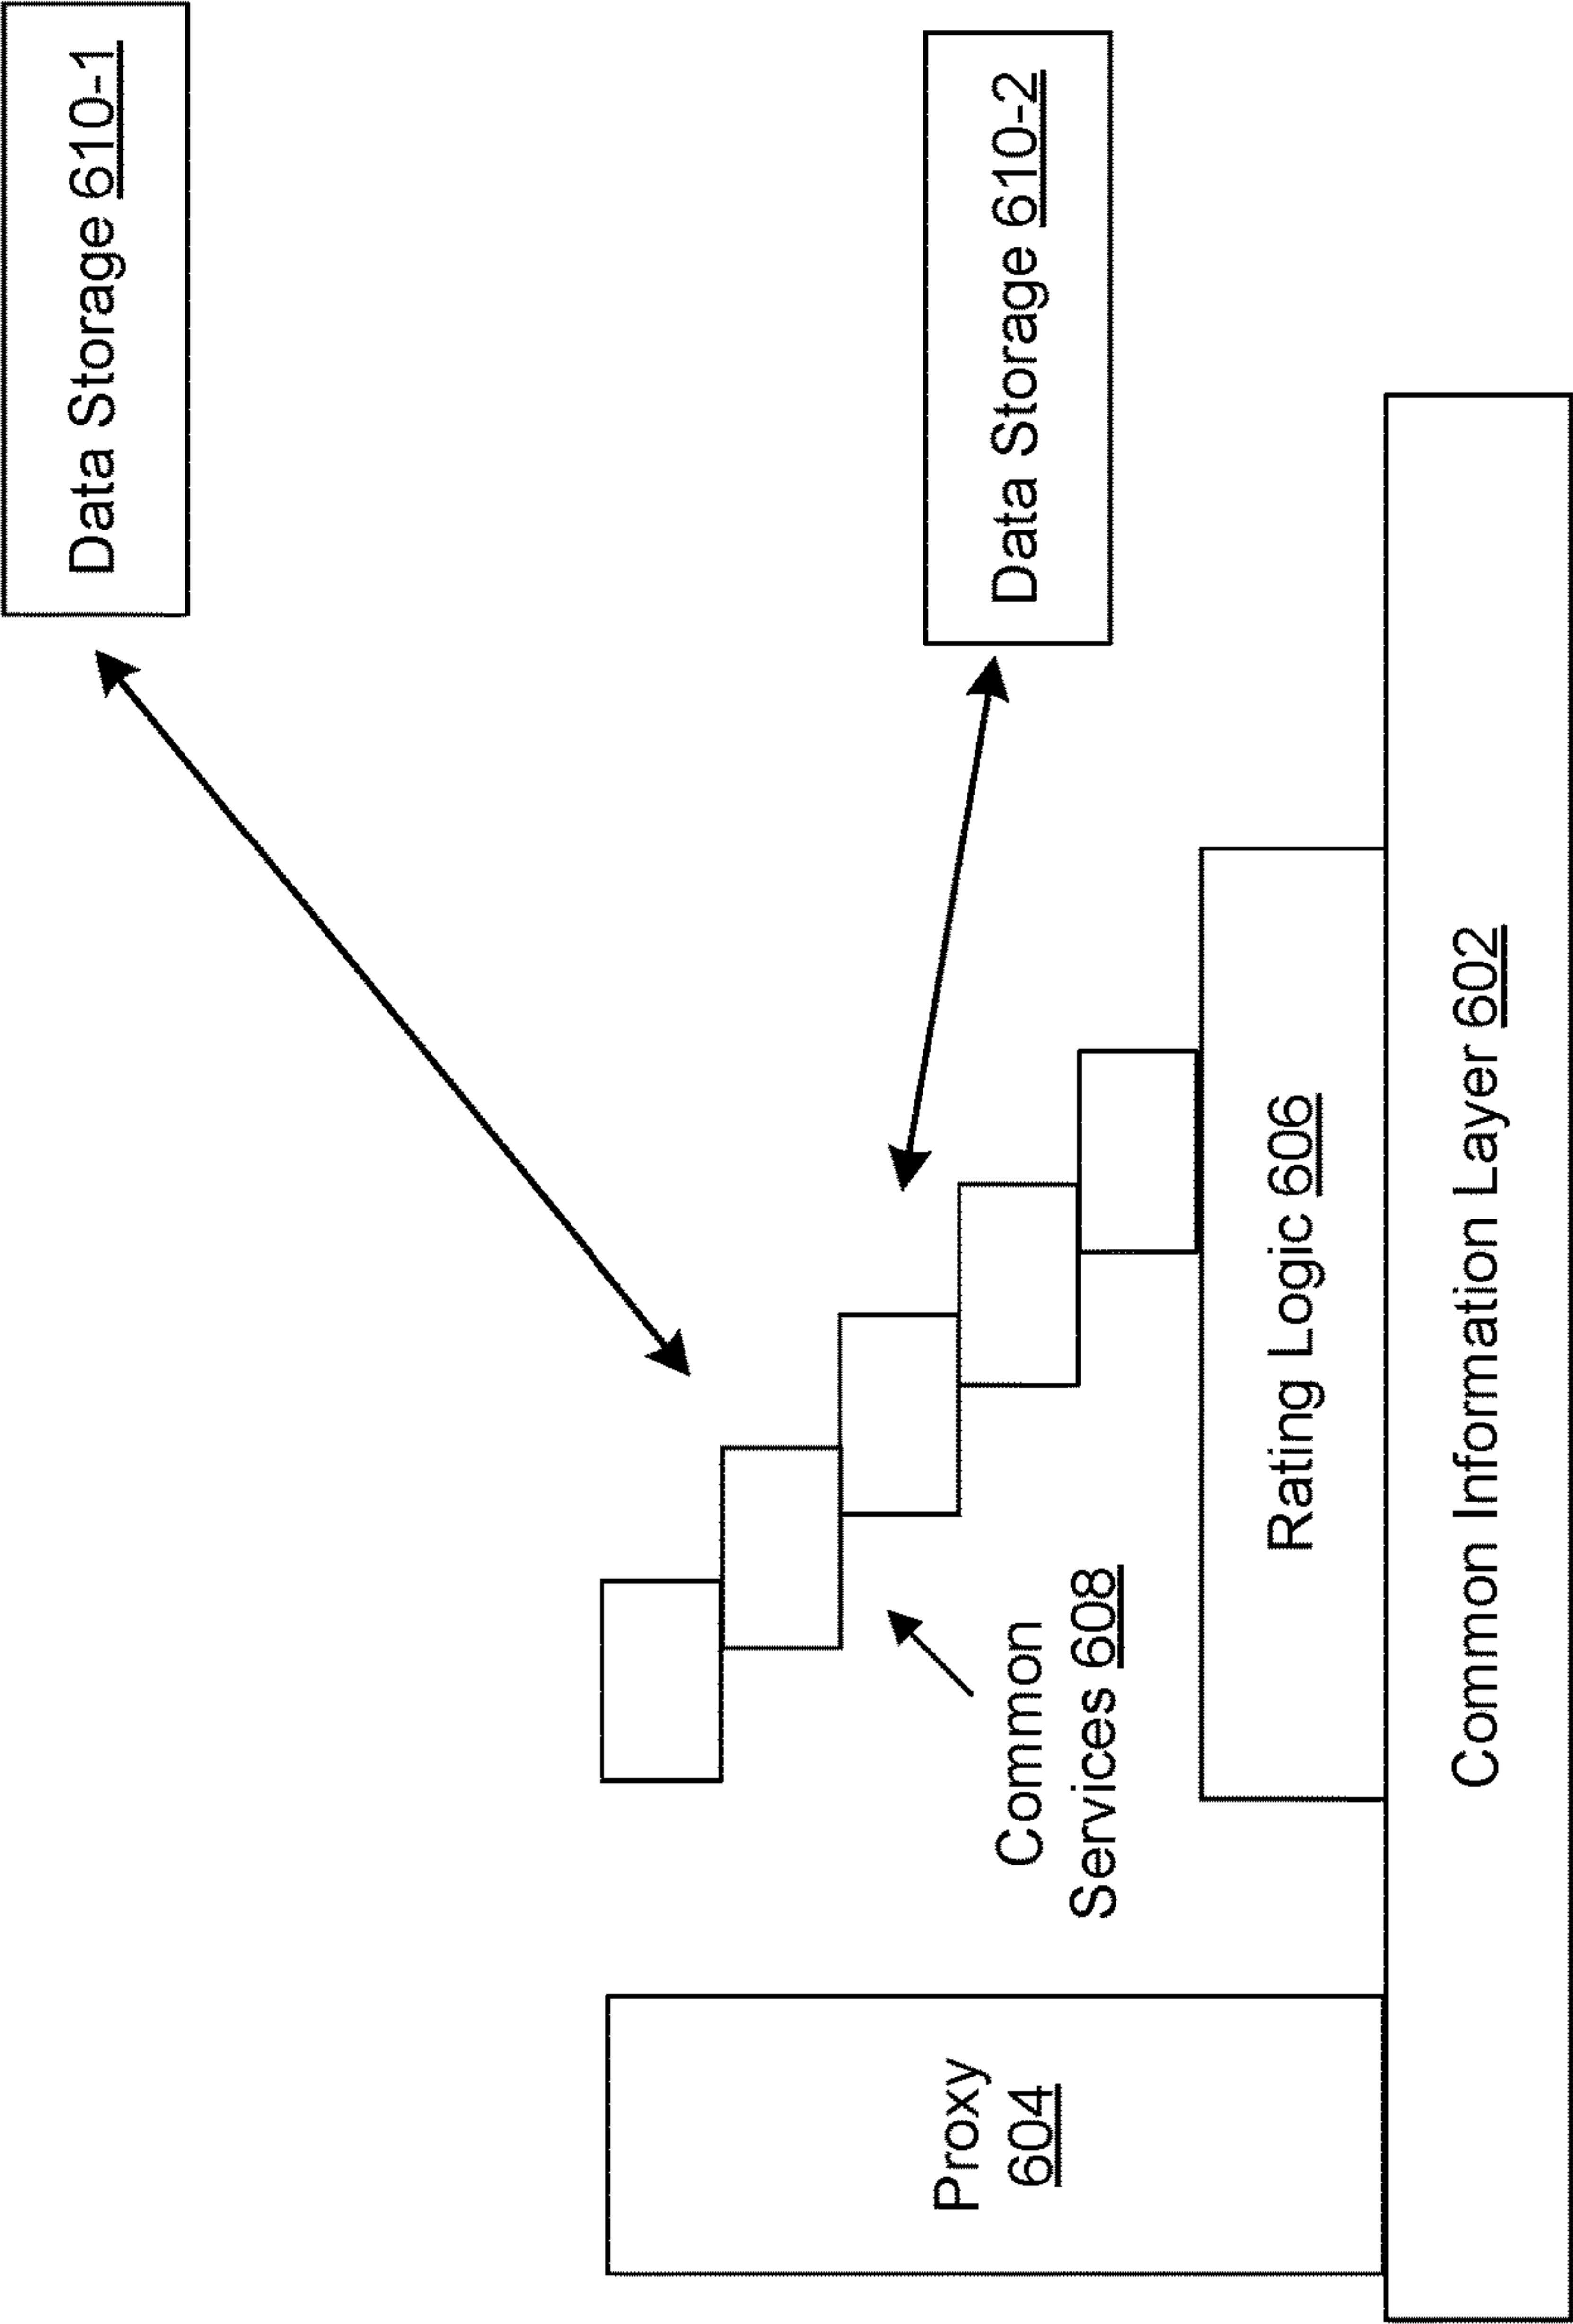 Data Storage 610-1
Data Storage 610-2
Common
Services 608
Proxy
604
Rating Logic 606
Common Information Layer 602